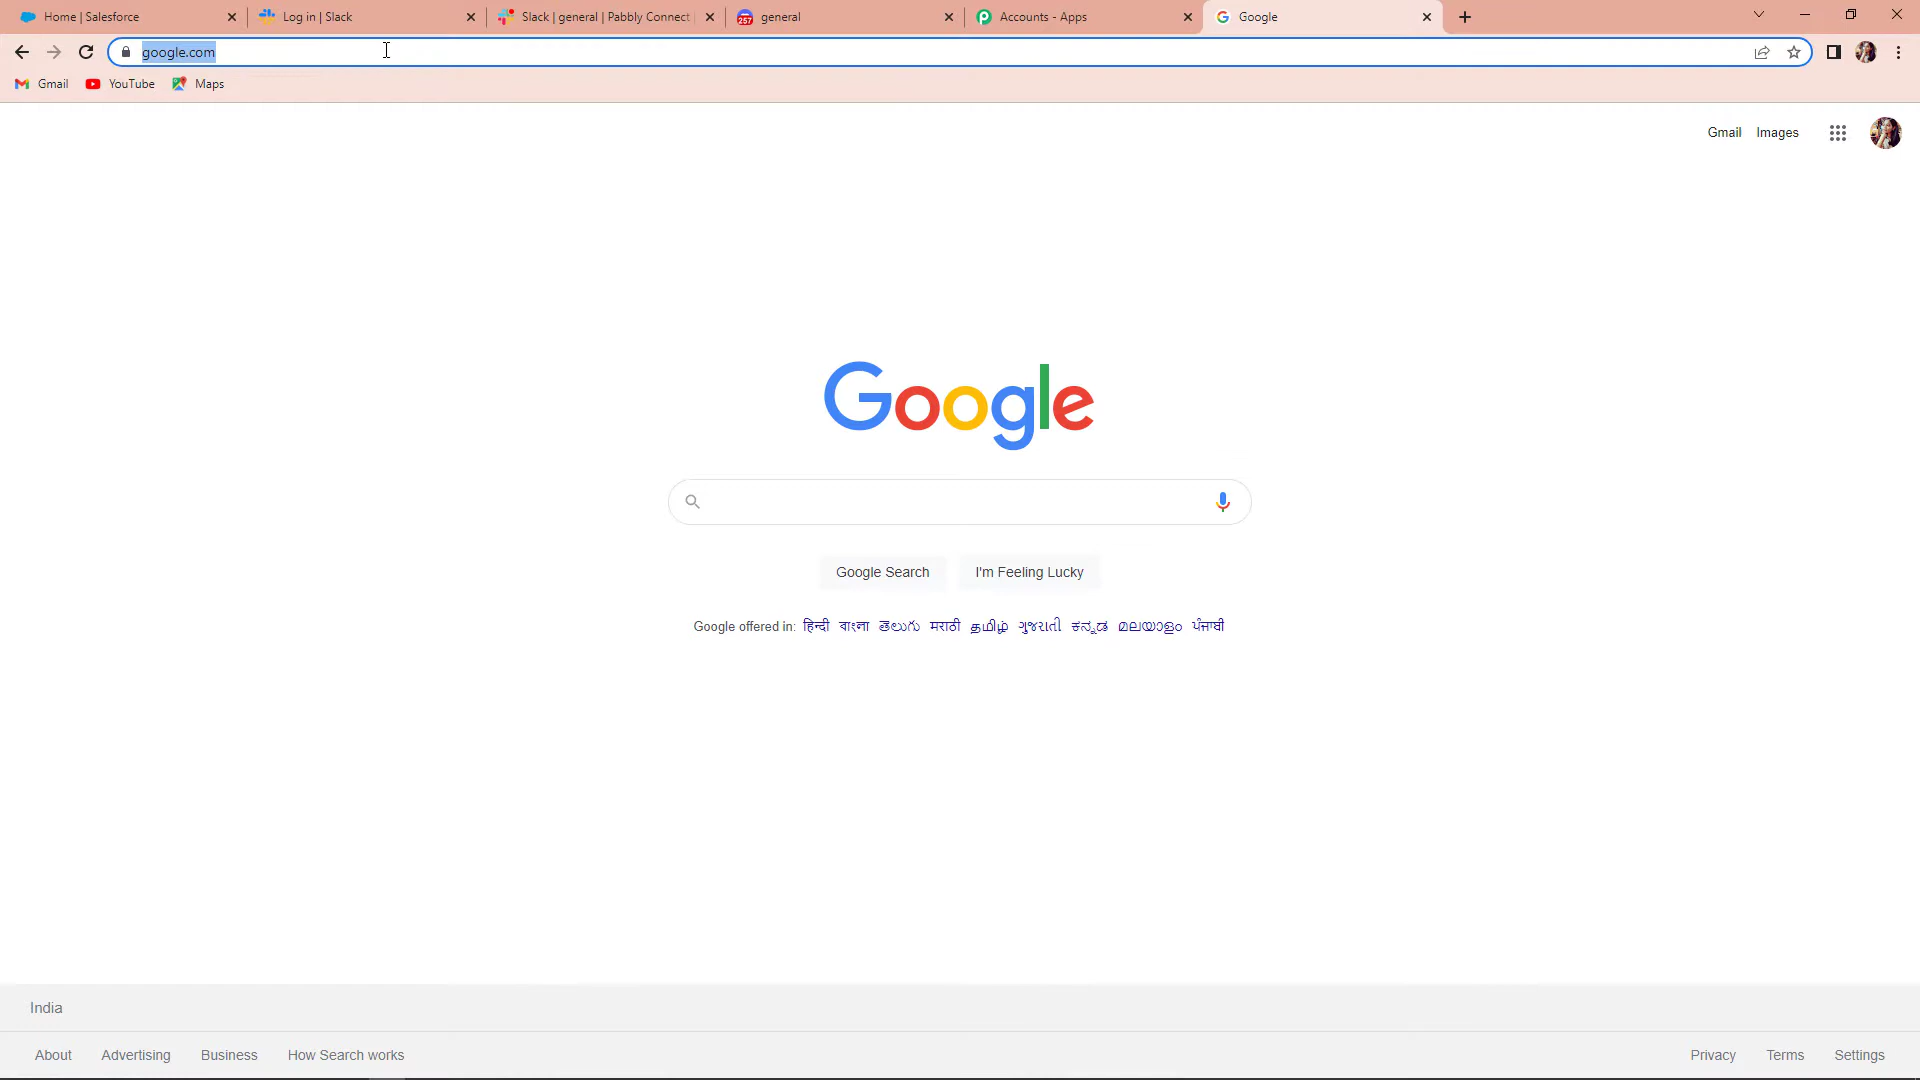 Home | Salesforce
Log in | Slack
Slack | general | Pabbly Connect
257
general
Accounts - Apps
Google
google.com
Gmail
YouTube
Maps
Gmail
Images
Google
Google Search
I'm Feeling Lucky
Google offered in: हिन्दी বাংলা తెలుగు मराठी தமிழ் ગુજરાતી ಕನ್ನಡ മലയാളം ਪੰਜਾਬੀ
India
About
Advertising
Business
How Search works
Privacy
Terms
Settings